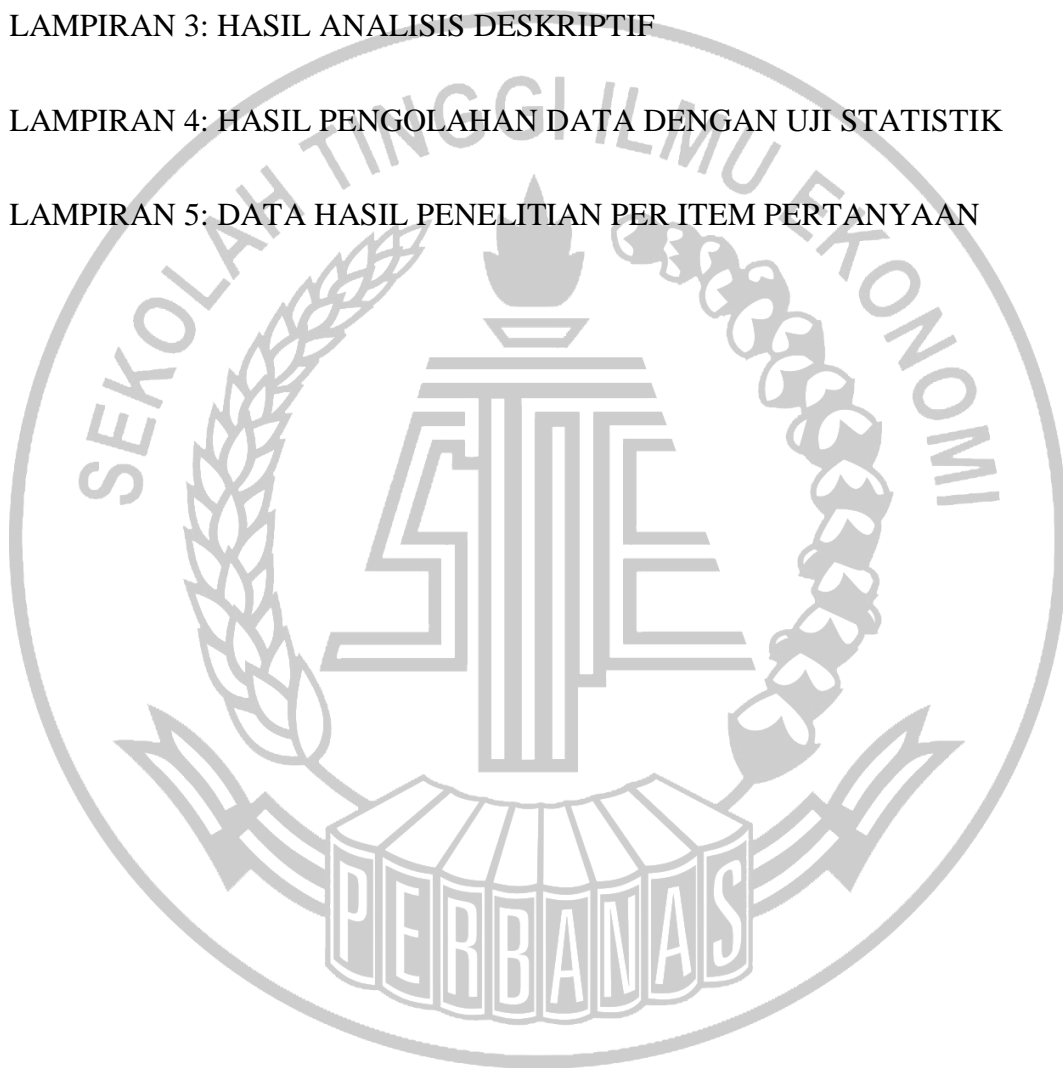 LAMPIRAN 3: HASIL ANALISIS DESKRIPTIF
LAMPIRAN 4: HASIL PENGOLAHAN DATA DENGAN UJI STATISTIK
LAMPIRAN 5: DATA HASIL PENELITIAN PER ITEM PERTANYAAN
SEKOLAH TINGGI ILMU EKONOMI
STIE
PERBANAS